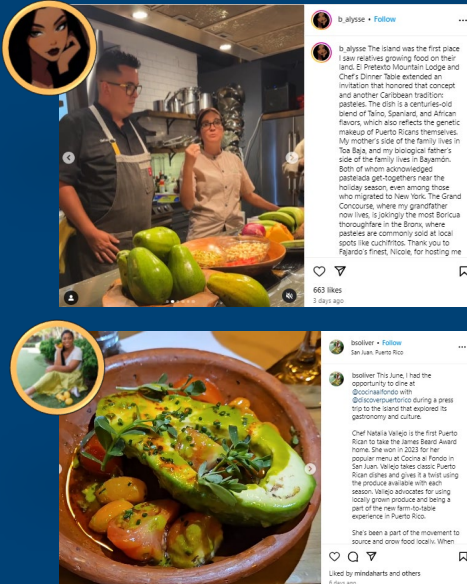 b_alysse • Follow
b_alysse The island was the first place
I saw relatives growing food on their
land. El Pretexto Mountain Lodge and
Chef's Dinner Table extended an
invitation that honored that concept
and another Caribbean tradition:
pasteles. The dish is a centuries-old
blend of Taíno, Spaniard, and African
flavors, which also reflects the genetic
makeup of Puerto Ricans themselves.
My mother's side of the family lives in
Toa Baja, and my biological father's
side of the family lives in Bayamón.
Both of whom acknowledged
pastelada get-togethers near the
holiday season, even among those
who migrated to New York. The Grand
Concourse, where my grandfather
now lives, is jokingly the most Boricua
thoroughfare in the Bronx, where
pasteles are commonly sold at local
spots like cuchifritos. Thank you to
Fajardo's finest, Nicole, for hosting me
663 likes
3 days ago
bsoliver • Follow
San Juan, Puerto Rico
bsoliver This June, I had the
opportunity to dine at
@cocinaalfondo with
@discoverpuertorico during a press
trip to the island that explored its
gastronomy and culture.
Chef Natalia Vallejo is the first Puerto
Rican to take the James Beard Award
home. She won in 2023 for her
popular menu at Cocina al Fondo in
San Juan. Vallejo takes classic Puerto
Rican dishes and gives it a twist using
the produce available with each
season. Vallejo advocates for using
locally grown produce and being a
part of the new farm-to-table
experience in Puerto Rico.
She's been a part of the movement to
source and grow food locally. When
Liked by mindaharts and others
6 days ago